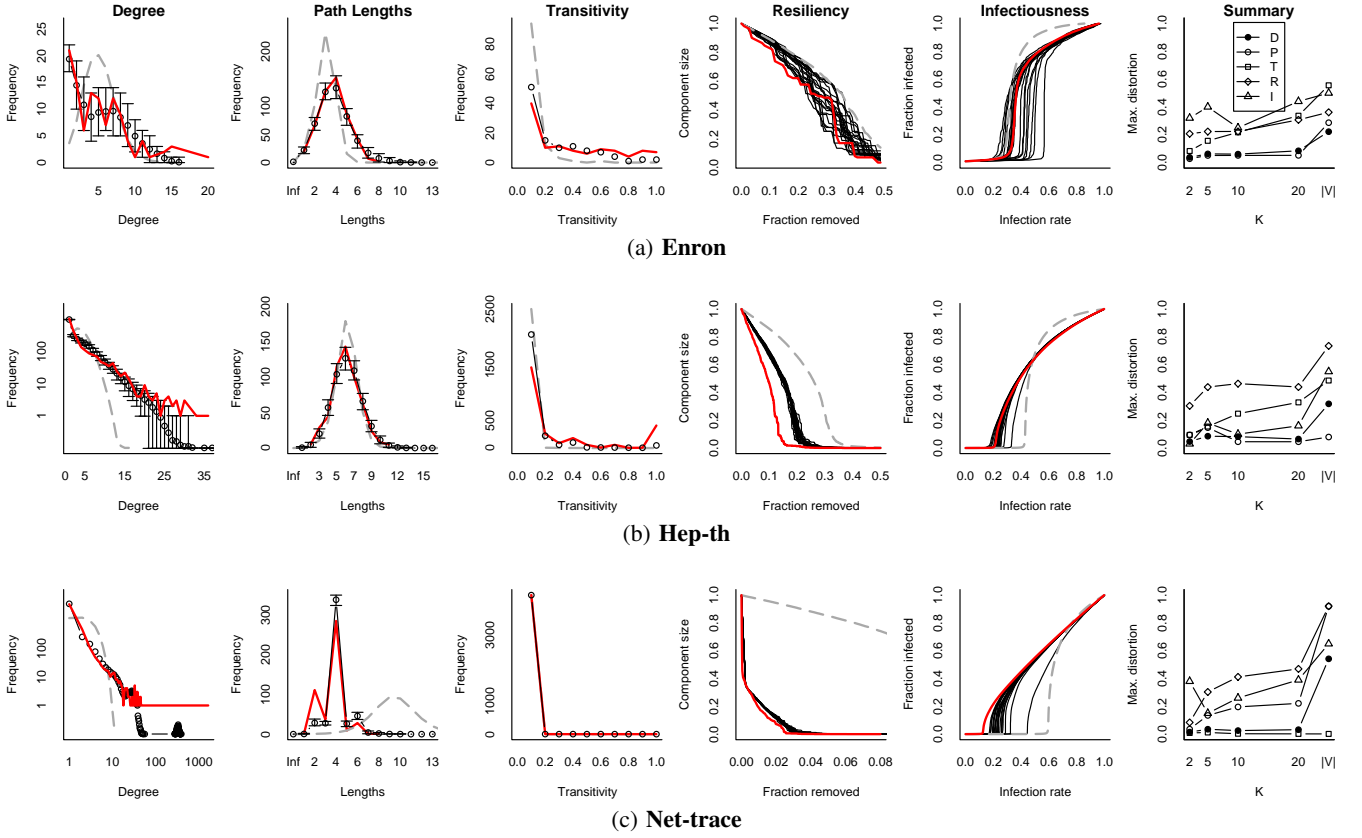 Degree Path Lengths Transitivity Resiliency Infectiousness Summary
Frequency
0 5 10 15 20 25
5 10 15 20
Degree
Frequency
0 50 100 200
Inf 2 4 6 8 10 13
Lengths
Frequency
0 20 40 60 80
0.0 0.2 0.4 0.6 0.8 1.0
Transitivity
Component size
0.0 0.2 0.4 0.6 0.8 1.0
0.0 0.1 0.2 0.3 0.4 0.5
Fraction removed
Fraction infected
0.0 0.2 0.4 0.6 0.8 1.0
0.0 0.2 0.4 0.6 0.8 1.0
Infection rate
Max. distortion
0.0 0.2 0.4 0.6 0.8 1.0
D
P
T
R
I
2 5 10 20 |V|
K
(a) Enron
Frequency
1 10 100
0 5 15 25 35
Degree
Frequency
0 50 100 150 200
Inf 3 5 7 9 12 15
Lengths
Frequency
0 500 1500 2500
0.0 0.2 0.4 0.6 0.8 1.0
Transitivity
Component size
0.0 0.2 0.4 0.6 0.8 1.0
0.0 0.1 0.2 0.3 0.4 0.5
Fraction removed
Fraction infected
0.0 0.2 0.4 0.6 0.8 1.0
0.0 0.2 0.4 0.6 0.8 1.0
Infection rate
Max. distortion
0.0 0.2 0.4 0.6 0.8 1.0
2 5 10 20 |V|
K
(b) Hep-th
Frequency
1 10 100
1 10 100 1000
Degree
Frequency
0 100 200 300
Inf 2 4 6 8 10 13
Lengths
Frequency
0 1000 3000
0.0 0.2 0.4 0.6 0.8 1.0
Transitivity
Component size
0.0 0.2 0.4 0.6 0.8 1.0
0.00 0.02 0.04 0.06 0.08
Fraction removed
Fraction infected
0.0 0.2 0.4 0.6 0.8 1.0
0.0 0.2 0.4 0.6 0.8 1.0
Infection rate
Max. distortion
0.0 0.2 0.4 0.6 0.8 1.0
2 5 10 20 |V|
K
(c) Net-trace